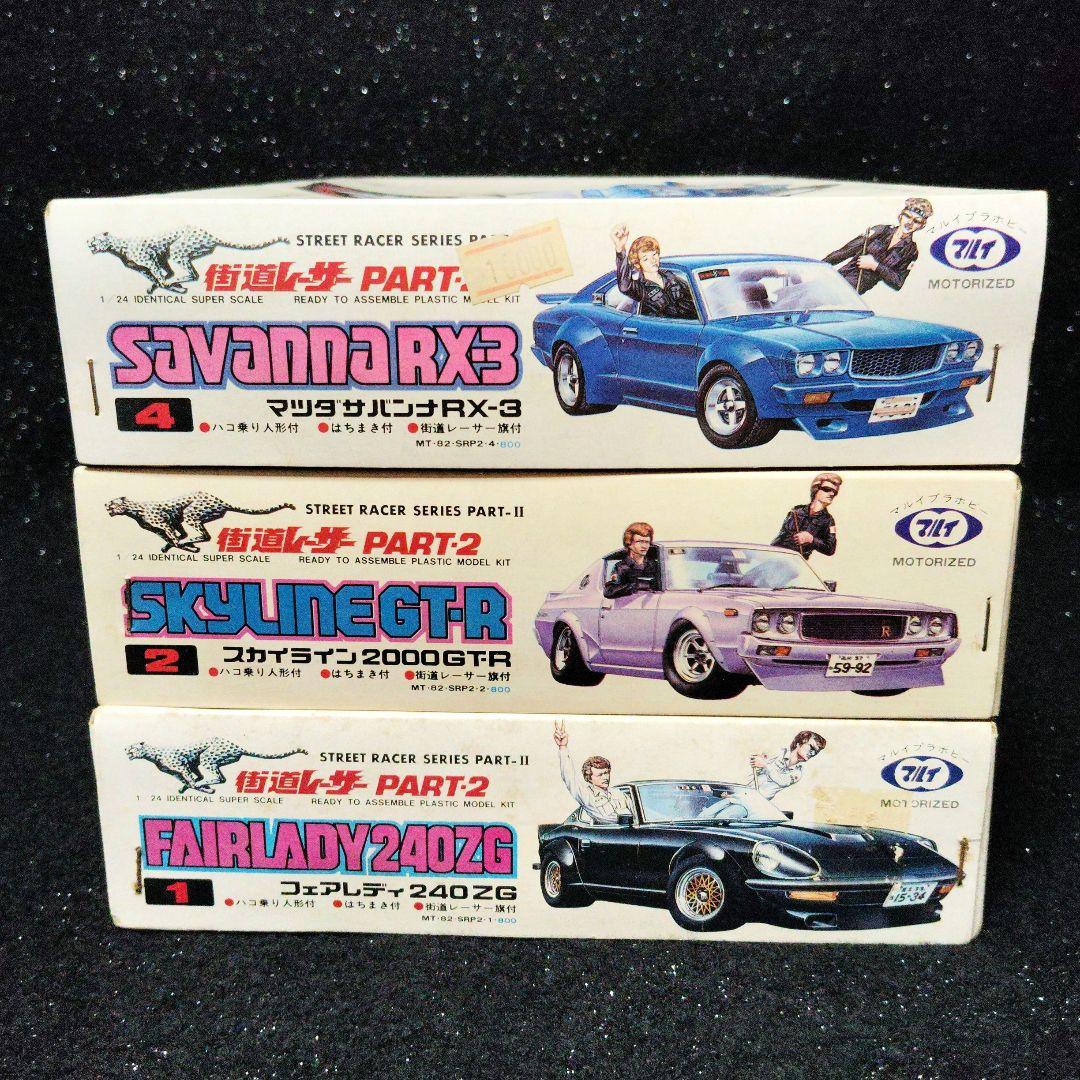 STREET RACER SERIES PAR
街道レーサー PART-
1/24 IDENTICAL SUPER SCALE READY TO ASSEMBLE PLASTIC MODEL KIT
SAVANNA RX-3
4
マツダサバンナRX-3
●ハコ乗り人形付 ●はちまき付 ●街道レーサー旗付
MT・82・SRP2・4・800
マルイプラホビー
マルイ
MOTORIZED
STREET RACER SERIES PART-II
街道レーサー PART-2
1/24 IDENTICAL SUPER SCALE READY TO ASSEMBLE PLASTIC MODEL KIT
SKYLINE GT-R
2
スカイライン2000GT-R
●ハコ乗り人形付 ●はちまき付 ●街道レーサー旗付
MT・82・SRP2・2・800
R
59-92
マルイプラホビー
マルイ
MOTORIZED
STREET RACER SERIES PART-II
街道レーサー PART-2
1/24 IDENTICAL SUPER SCALE READY TO ASSEMBLE PLASTIC MODEL KIT
FAIRLADY 240ZG
1
フェアレディ240ZG
●ハコ乗り人形付 ●はちまき付 ●街道レーサー旗付
MT・82・SRP2・1・800
15-34
マルイプラホビー
マルイ
MOTORIZED